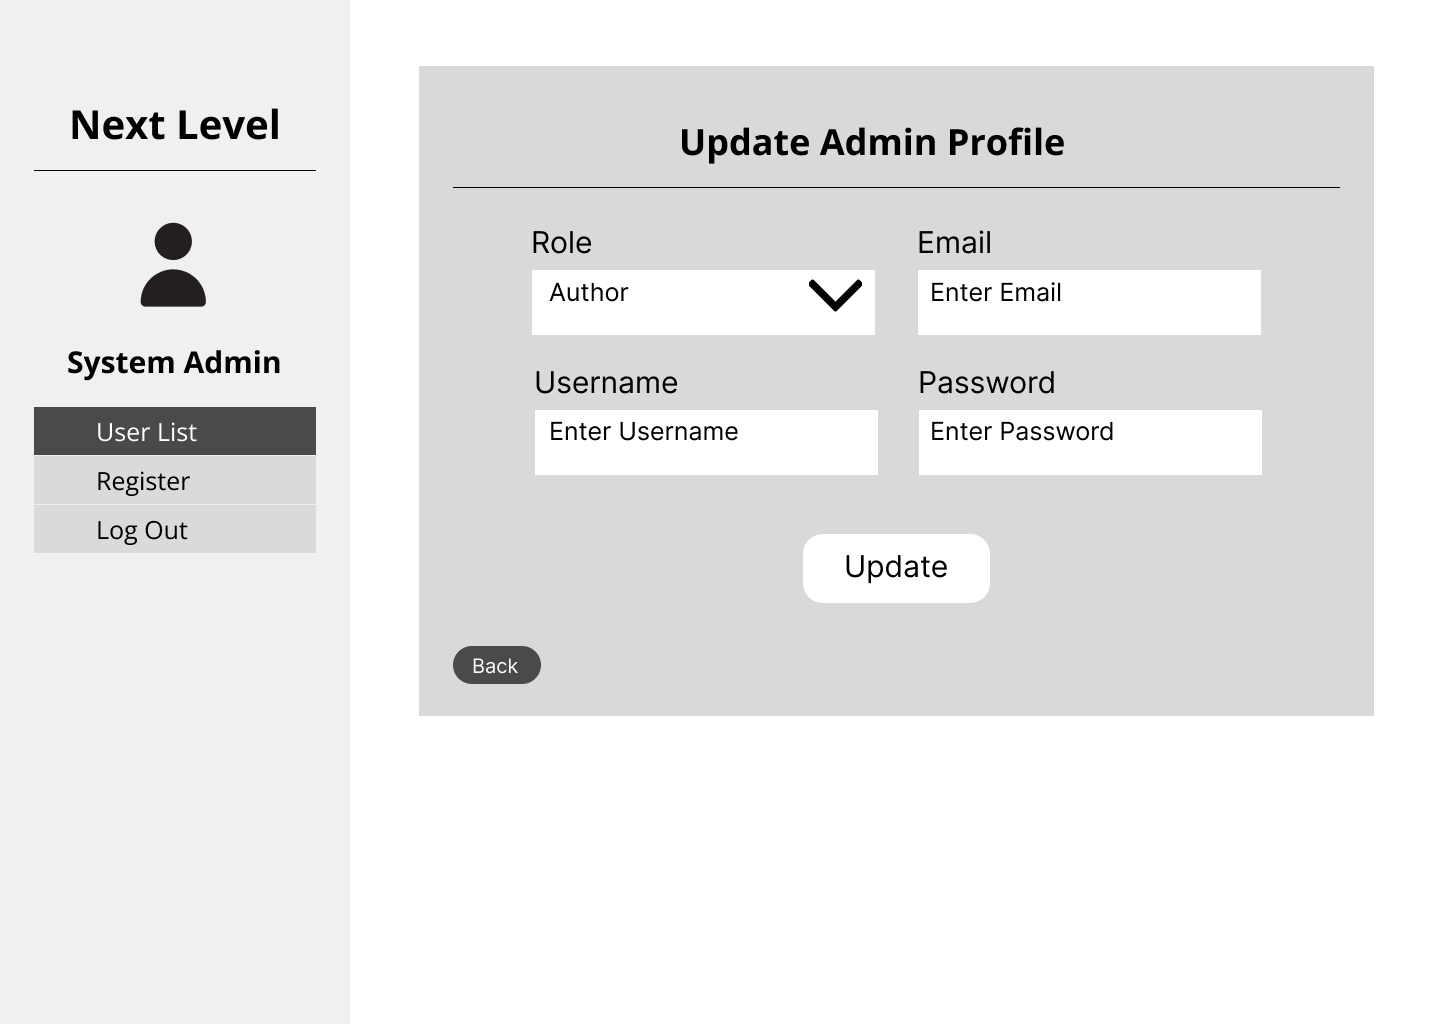 Next Level
System Admin
User List
Register
Log Out
Update Admin Profile
Role
Email
Author
Enter Email
Username
Password
Enter Username
Enter Password
Update
Back